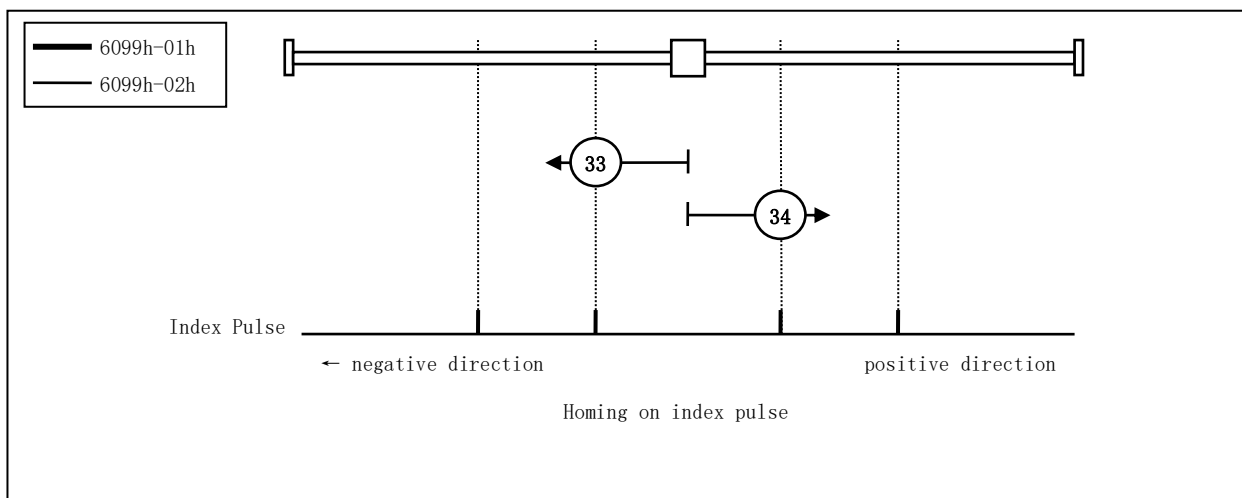 6099h-01h
6099h-02h
33
34
Index Pulse
← negative direction
positive direction
Homing on index pulse